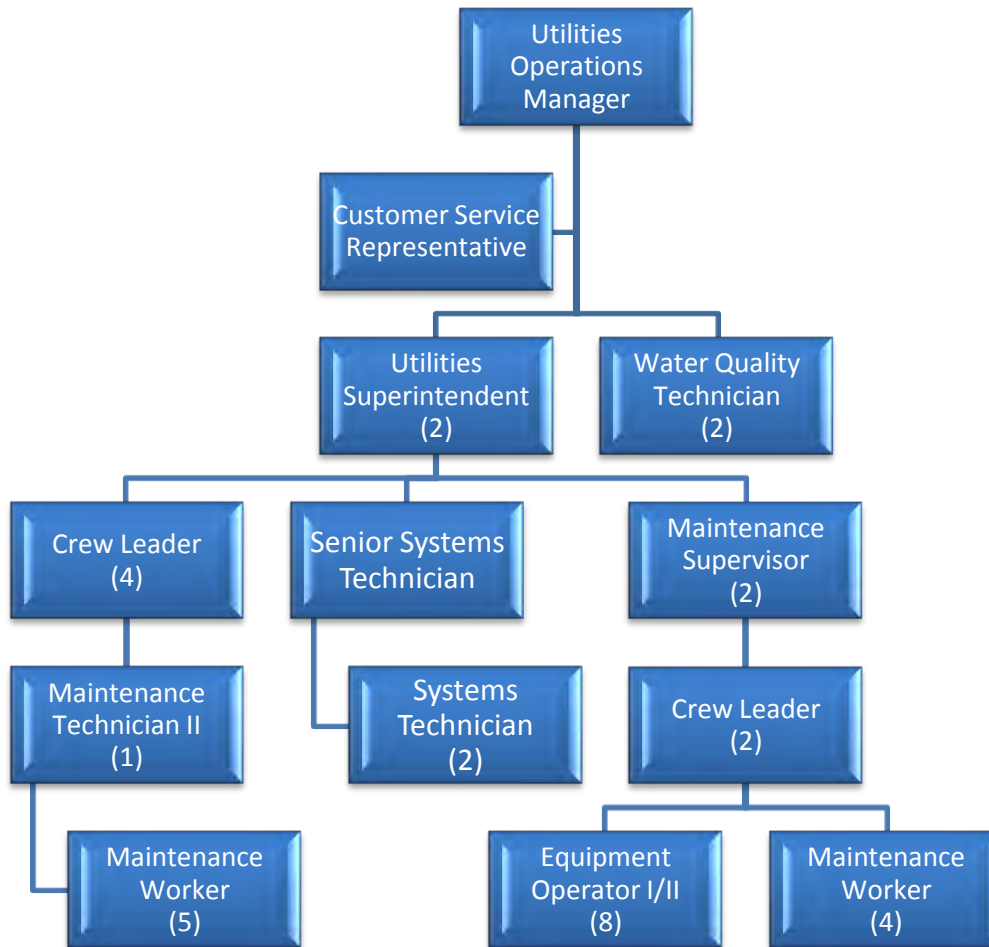 Utilities
Operations
Manager
Customer Service
Representative
Utilities
Superintendent
(2)
Water Quality
Technician
(2)
Crew Leader
(4)
Senior Systems
Technician
Maintenance
Supervisor
(2)
Maintenance
Technician II
(1)
Systems
Technician
(2)
Crew Leader
(2)
Maintenance
Worker
(5)
Equipment
Operator I/II
(8)
Maintenance
Worker
(4)